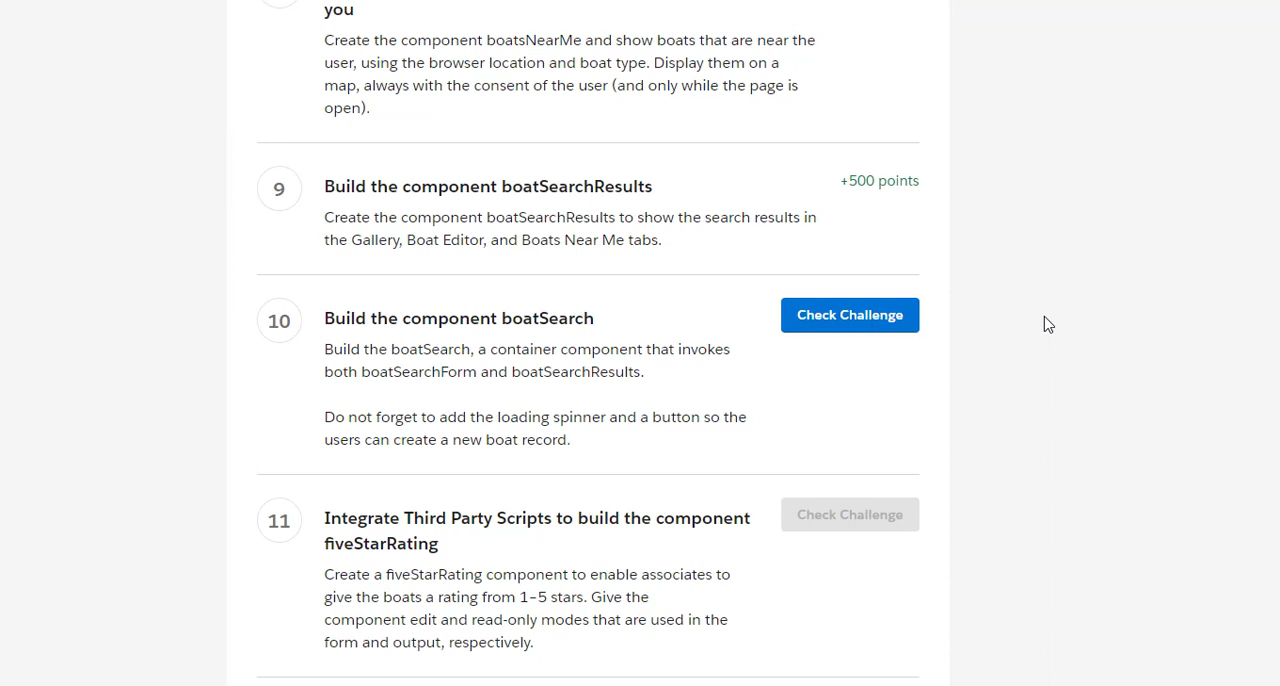 you
Create the component boatsNearMe and show boats that are near the
user, using the browser location and boat type. Display them on a
map, always with the consent of the user (and only while the page is
open).
9
Build the component boatSearchResults
+500 points
Create the component boatSearchResults to show the search results in
the Gallery, Boat Editor, and Boats Near Me tabs.
10
Build the component boatSearch
Check Challenge
Build the boatSearch, a container component that invokes
both boatSearchForm and boatSearchResults.
Do not forget to add the loading spinner and a button so the
users can create a new boat record.
11
Integrate Third Party Scripts to build the component
fiveStarRating
Check Challenge
Create a fiveStarRating component to enable associates to
give the boats a rating from 1–5 stars. Give the
component edit and read-only modes that are used in the
form and output, respectively.